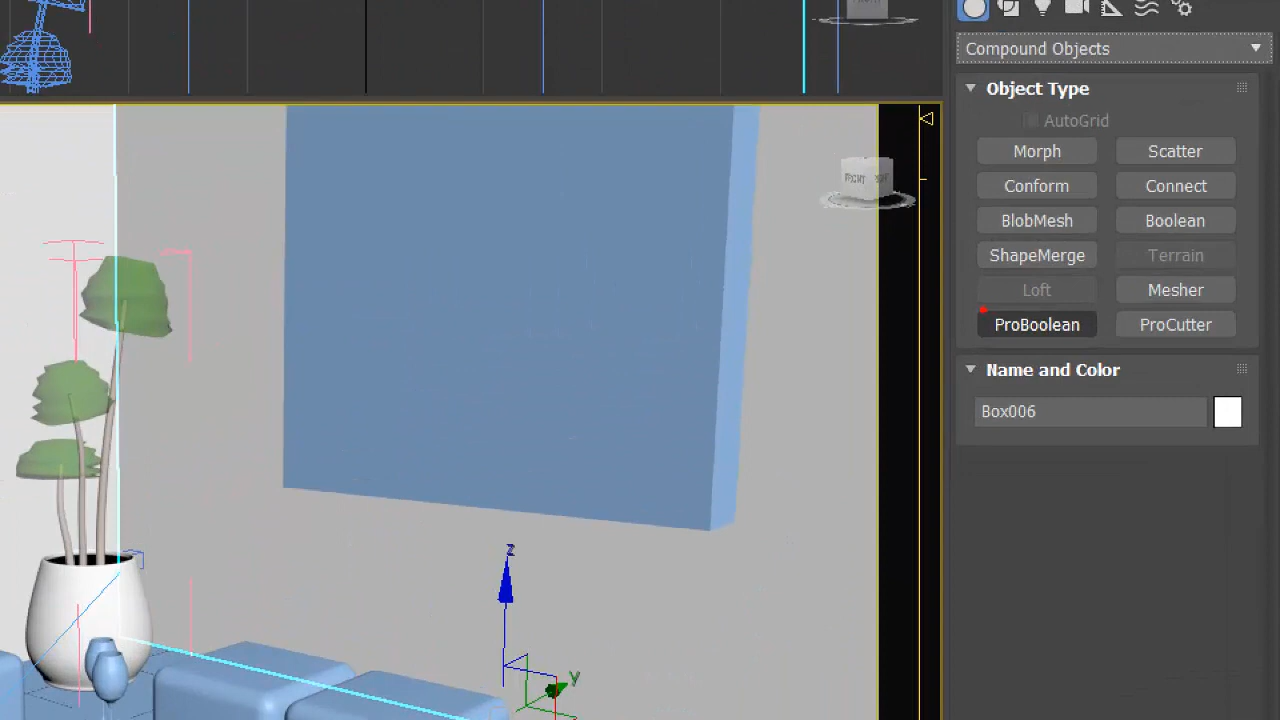 Compound Objects
Object Type
AutoGrid
Morph
Scatter
Conform
Connect
BlobMesh
Boolean
ShapeMerge
Terrain
Loft
Mesher
ProBoolean
ProCutter
Name and Color
Box006
FRONT
z
y